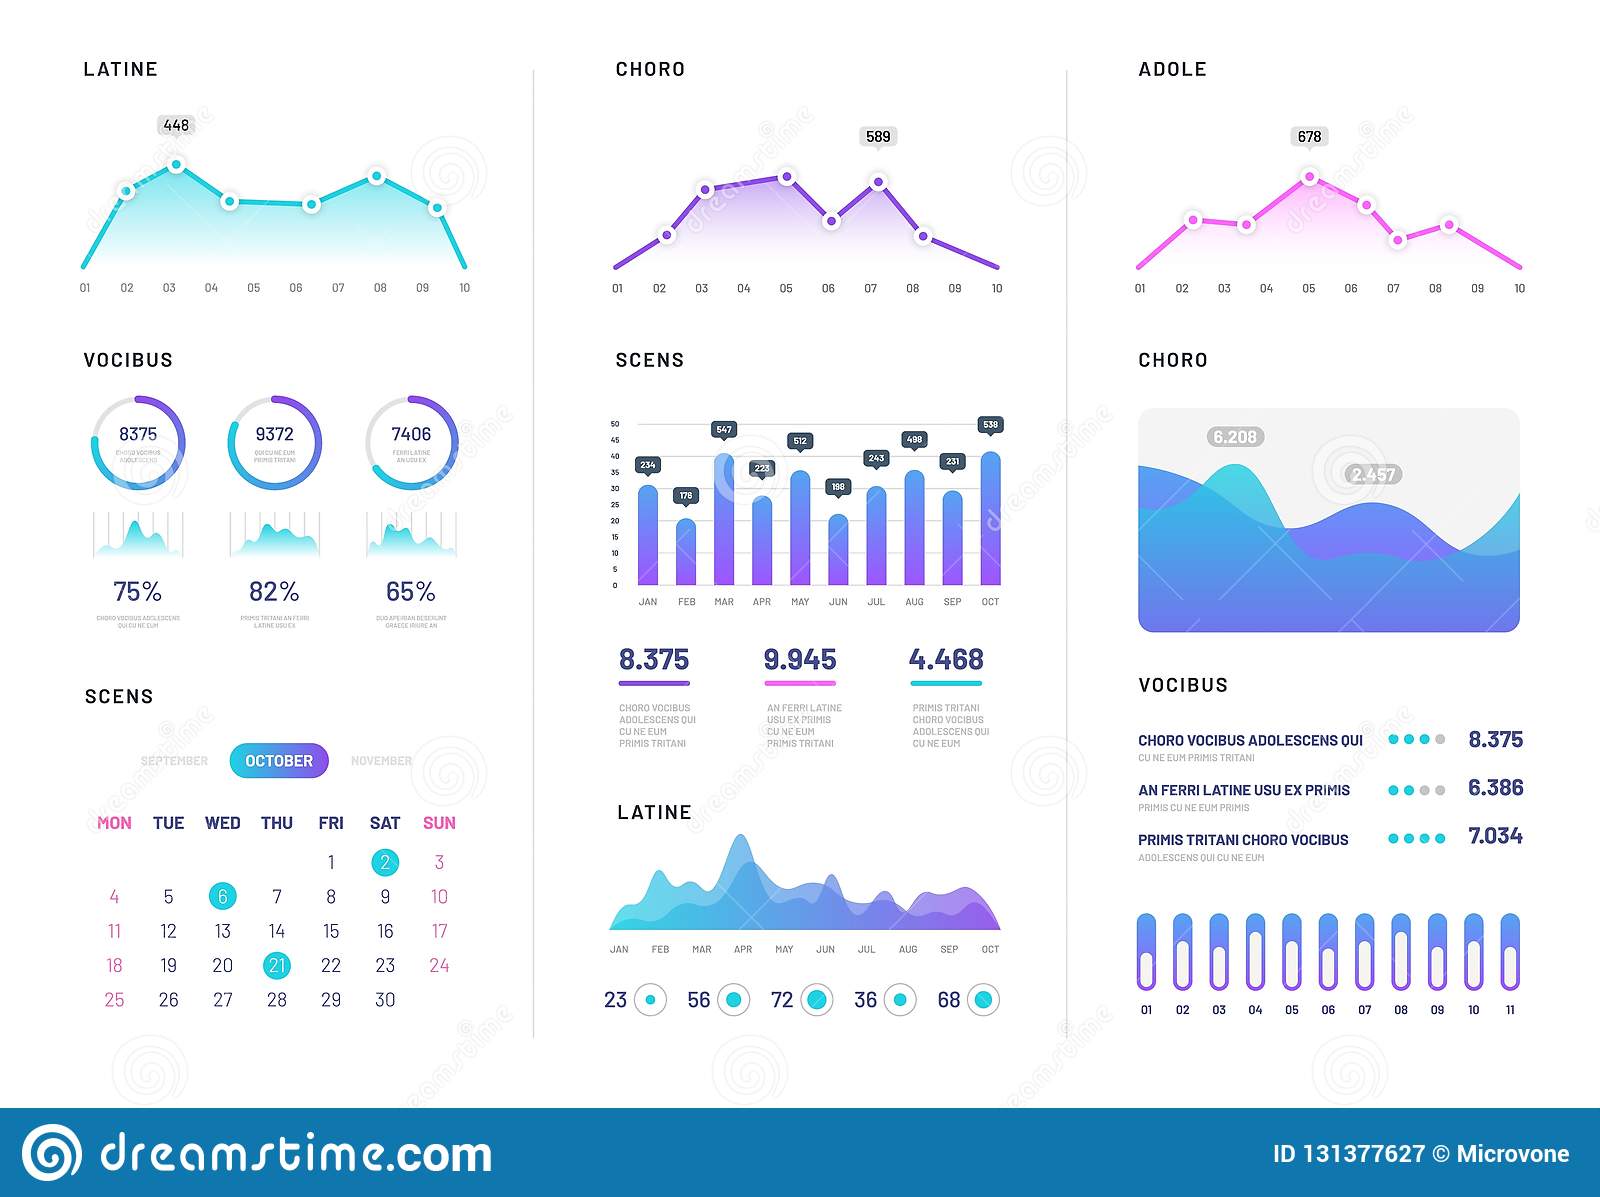 LATINE
448
01 02 03 04 05 06 07 08 09 10
VOCIBUS
8375
CHORO VOCIBUS
ADOLESCENS
9372
QUI CU NE EUM
PRIMIS TRITANI
7406
FERRI LATINE
AN USU EX
75%
CHORO VOCIBUS ADOLESCENS
QUI CU NE EUM
82%
PRIMIS TRITANI AN FERRI
LATINE USU EX
65%
DUO APEIRIAN DESERUNT
GRAECE IRIURE AN
SCENS
SEPTEMBER OCTOBER NOVEMBER
MON TUE WED THU FRI SAT SUN
1 2 3
4 5 6 7 8 9 10
11 12 13 14 15 16 17
18 19 20 21 22 23 24
25 26 27 28 29 30
CHORO
589
01 02 03 04 05 06 07 08 09 10
SCENS
50
45
40
35
30
25
20
15
10
5
0
234 176 547 223 512 198 243 498 231 538
JAN FEB MAR APR MAY JUN JUL AUG SEP OCT
8.375
CHORO VOCIBUS
ADOLESCENS QUI
CU NE EUM
PRIMIS TRITANI
9.945
AN FERRI LATINE
USU EX PRIMIS
CU NE EUM
PRIMIS TRITANI
4.468
PRIMIS TRITANI
CHORO VOCIBUS
ADOLESCENS QUI
CU NE EUM
LATINE
JAN FEB MAR APR MAY JUN JUL AUG SEP OCT
23 56 72 36 68
ADOLE
678
01 02 03 04 05 06 07 08 09 10
CHORO
6.208
2.457
VOCIBUS
CHORO VOCIBUS ADOLESCENS QUI 8.375
CU NE EUM PRIMIS TRITANI
AN FERRI LATINE USU EX PRIMIS 6.386
PRIMIS CU NE EUM PRIMIS
PRIMIS TRITANI CHORO VOCIBUS 7.034
ADOLESCENS QUI CU NE EUM
01 02 03 04 05 06 07 08 09 10 11
dreamstime.com
ID 131377627 © Microvone